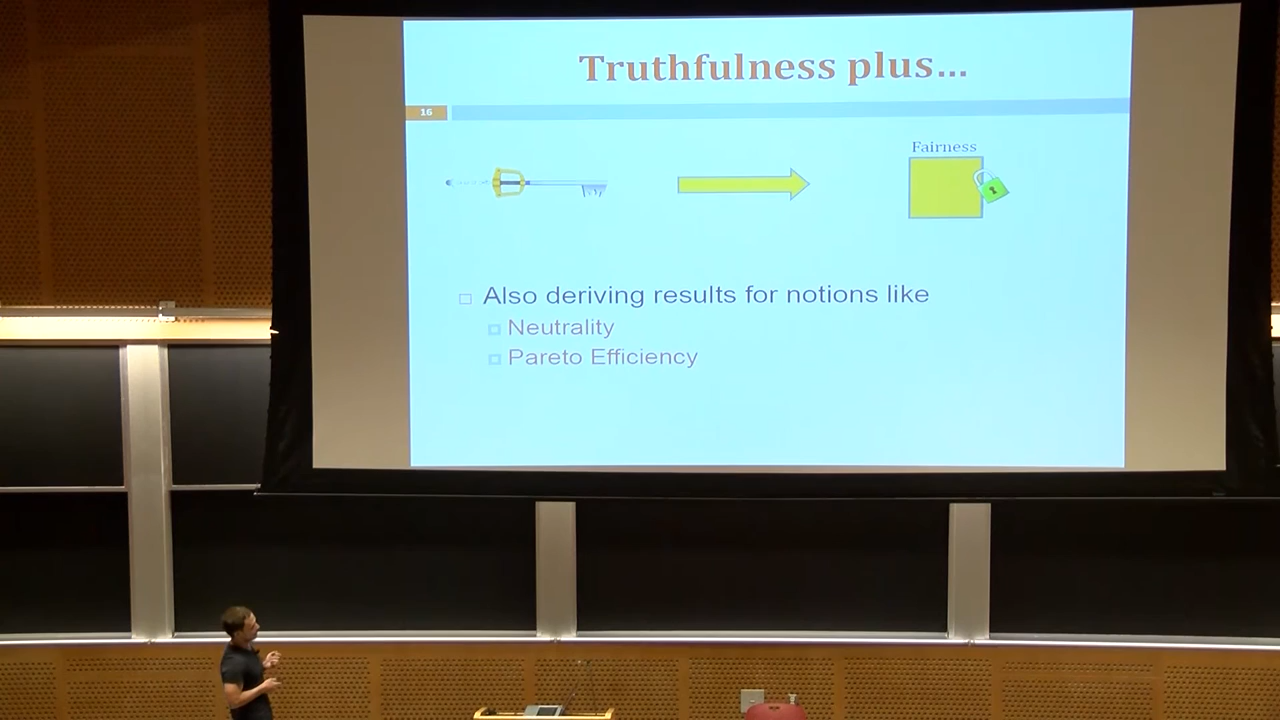 Truthfulness plus...
16
Fairness
Also deriving results for notions like
Neutrality
Pareto Efficiency